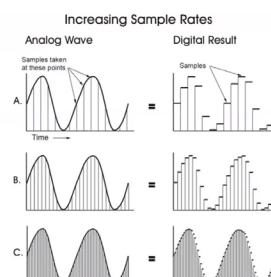 Increasing Sample Rates
Analog Wave
Digital Result
Samples taken
at these points
Samples
A.
=
Time
B.
=
C.
=